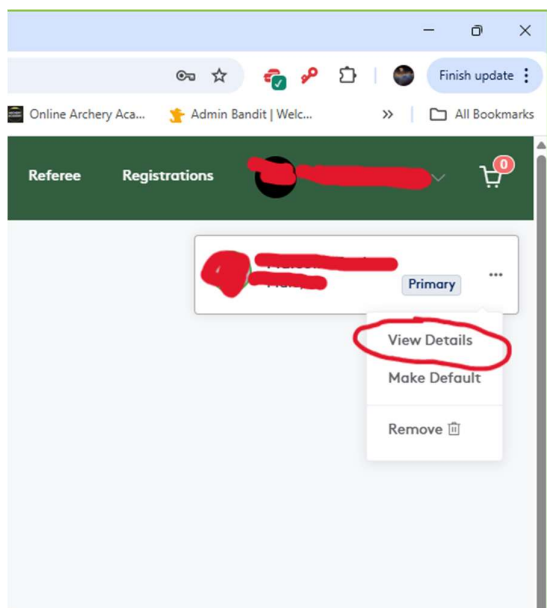 Finish update
Online Archery Aca... Admin Bandit | Welc... » All Bookmarks
Referee Registrations 0
Primary ...
View Details
Make Default
Remove